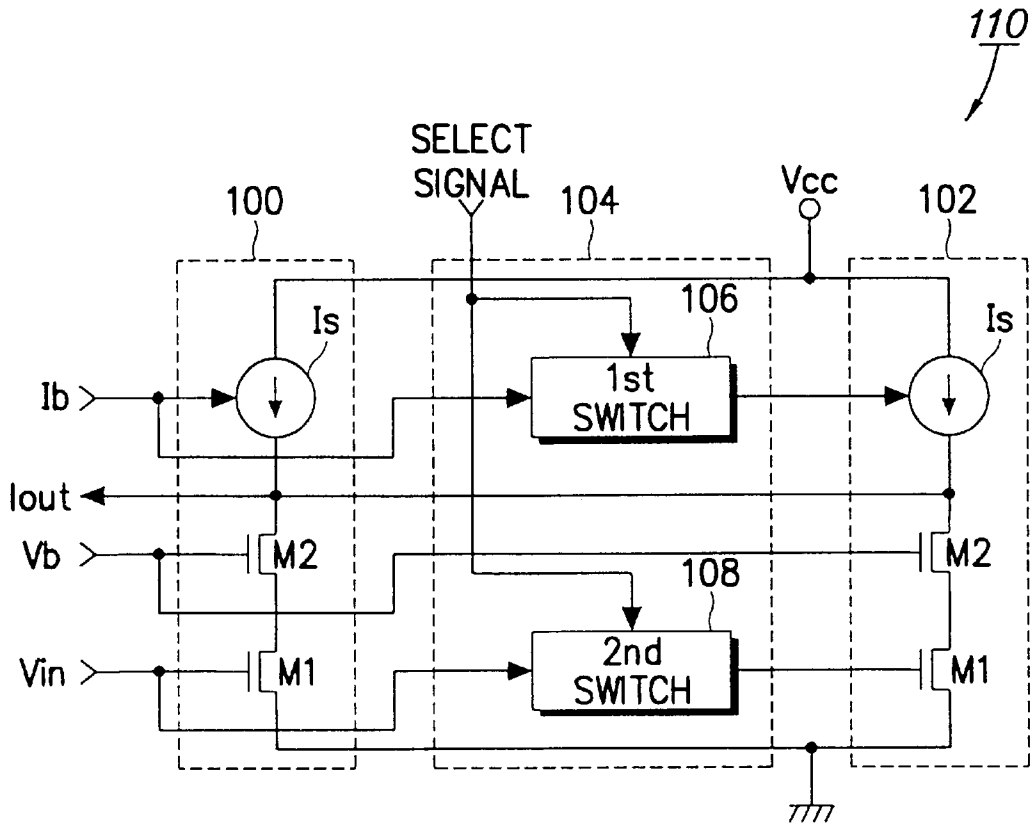 110
SELECT
SIGNAL
Vcc
100
104
102
106
Is
Is
Ib
1st
SWITCH
Iout
Vb
M2
M2
108
Vin
M1
2nd
SWITCH
M1